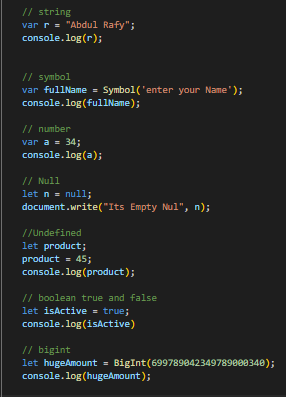 // string
var r = "Abdul Rafy";
console.log(r);
// symbol
var fullName = Symbol('enter your Name');
console.log(fullName);
// number
var a = 34;
console.log(a);
// Null
let n = null;
document.write("Its Empty Nul", n);
//Undefined
let product;
product = 45;
console.log(product);
// boolean true and false
let isActive = true;
console.log(isActive)
// bigint
let hugeAmount = BigInt(699789042349789000340);
console.log(hugeAmount);